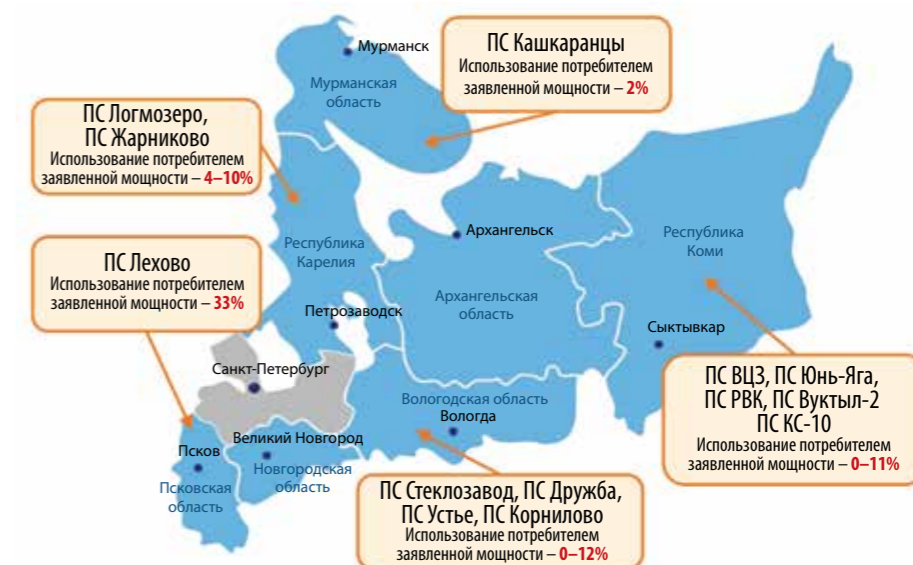 Мурманск
Мурманская
область
ПС Кашкаранцы
Использование потребителем
заявленной мощности – 2%
ПС Логмозеро,
ПС Жарниково
Использование потребителем
заявленной мощности – 4–10%
Архангельск
Республика
Карелия
Республика
Коми
ПС Лехово
Использование потребителем
заявленной мощности – 33%
Архангельская
область
Петрозаводск
Сыктывкар
Санкт-Петербург
ПС ВЦЗ, ПС Юнь-Яга,
ПС РВК, ПС Вуктыл-2
ПС КС-10
Использование потребителем
заявленной мощности – 0–11%
Вологодская область
Вологда
Великий Новгород
Новгородская
область
Псков
Псковская
область
ПС Стеклозавод, ПС Дружба,
ПС Устье, ПС Корнилово
Использование потребителем
заявленной мощности – 0–12%